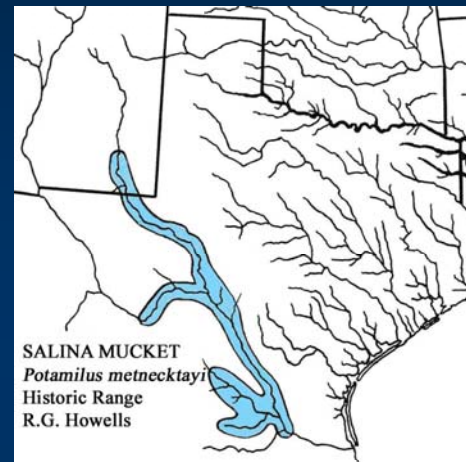 SALINA MUCKET
Potamilus metnecktayi
Historic Range
R.G. Howells